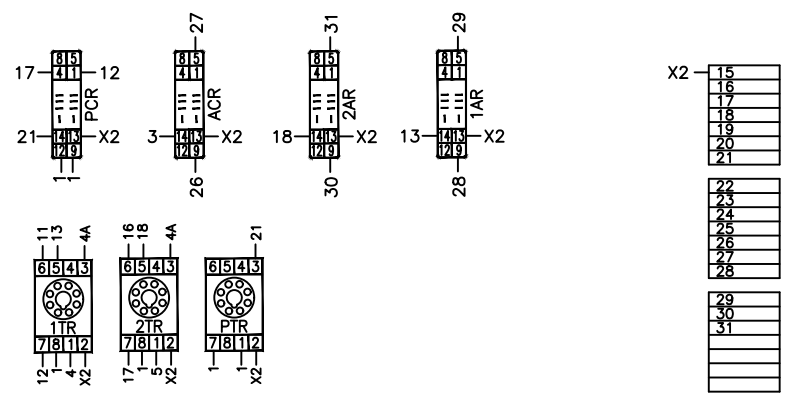 27 31 29
8 5 8 5 8 5 8 5
17 4 1 12 4 1 4 1 4 1 X2 15
16
PCR ACR 2AR 1AR 17
18
21 14 13 X2 3 14 13 X2 18 14 13 X2 13 14 13 X2 19
12 9 12 9 12 9 12 9 20
21
1 1 26 30 28
22
23
24
11 13 4A 16 18 4A 21 25
26
6 5 4 3 6 5 4 3 6 5 4 3 27
28
29
30
1TR 2TR PTR 31
7 8 1 2 7 8 1 2 7 8 1 2
12 1 4 X2 17 1 5 X2 1 1 X2